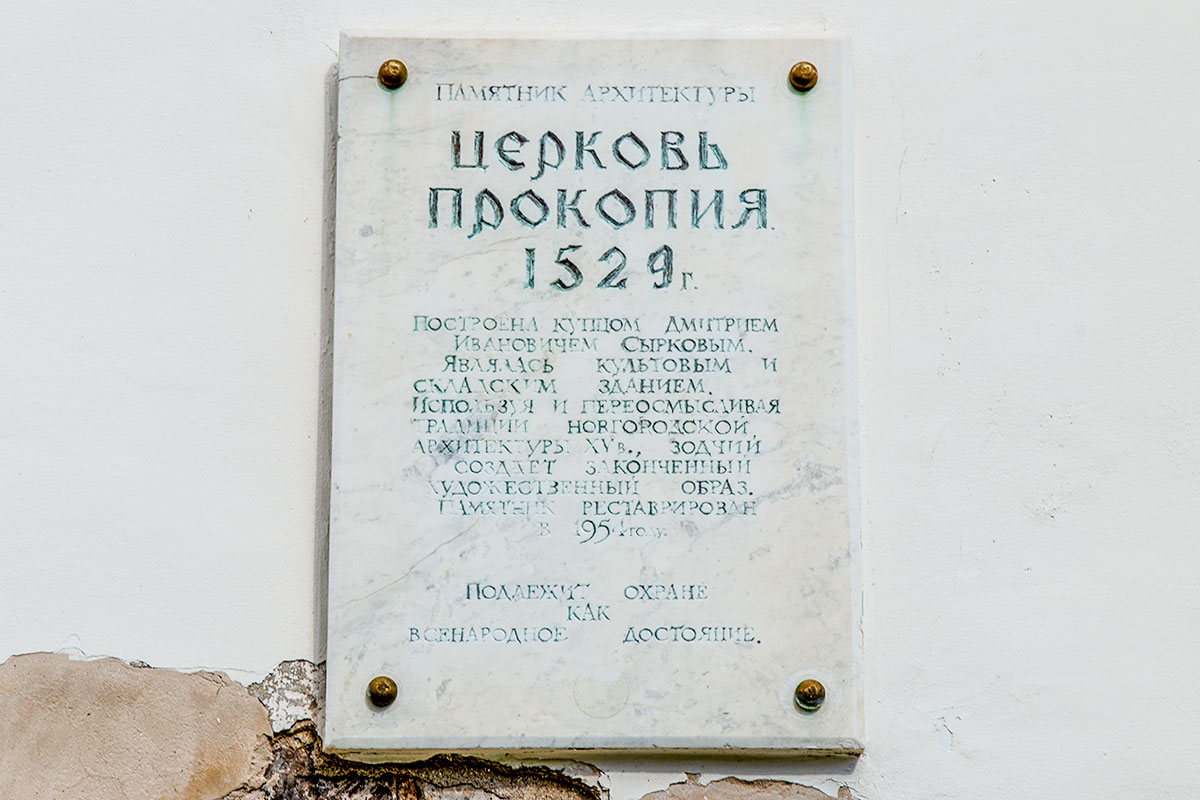 ПАМЯТНИК АРХИТЕКТУРЫ
ЦЕРКОВЬ
ПРОКОПИЯ.
1529 г.
ПОСТРОЕНА КУПЦОМ ДМИТРИЕМ
ИВАНОВИЧЕМ СЫРКОВЫМ.
ЯВЛЯЛАСЬ КУЛЬТОВЫМ И
СКЛАДСКИМ ЗДАНИЕМ.
ИСПОЛЬЗУЯ И ПЕРЕОСМЫСЛИВАЯ
ТРАДИЦИИ НОВГОРОДСКОЙ
АРХИТЕКТУРЫ XV в., ЗОДЧИЙ
СОЗДАЕТ ЗАКОНЧЕННЫЙ
ХУДОЖЕСТВЕННЫЙ ОБРАЗ.
ПАМЯТНИК РЕСТАВРИРОВАН
В 1954 году.
ПОДЛЕЖИТ ОХРАНЕ
КАК
ВСЕНАРОДНОЕ ДОСТОЯНИЕ.